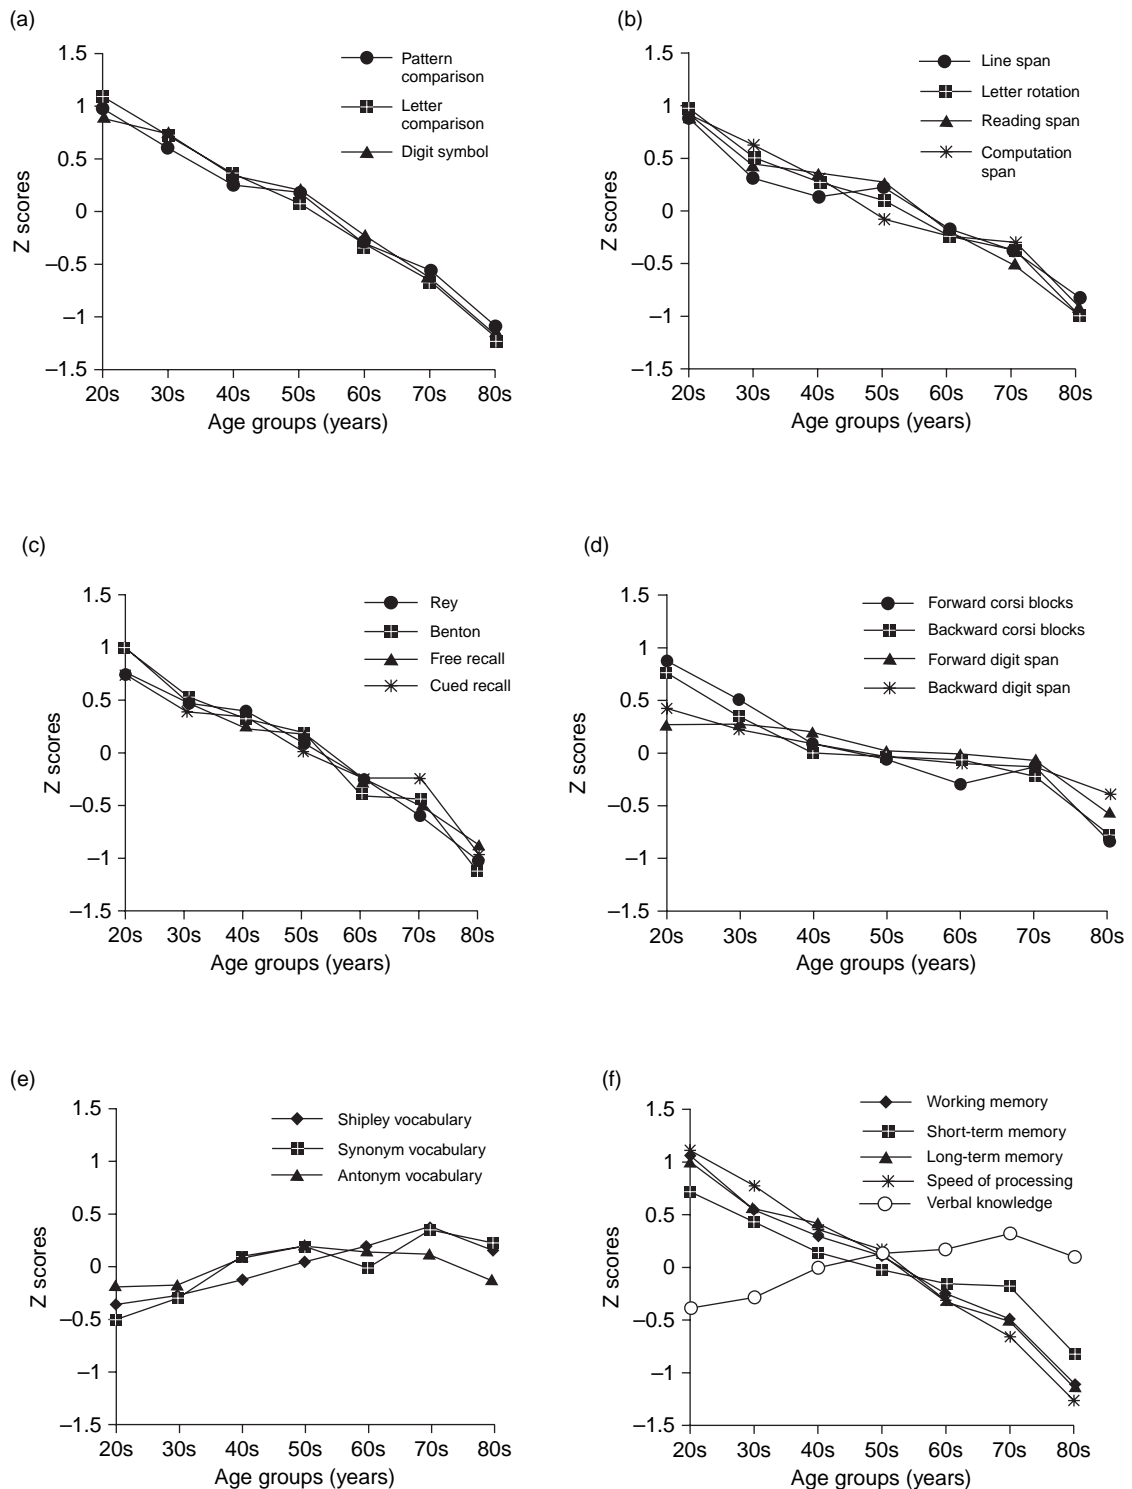 (a)
1.5
1
0.5
0
–0.5
–1
–1.5
Z scores
20s 30s 40s 50s 60s 70s 80s
Age groups (years)
Pattern
comparison
Letter
comparison
Digit symbol
(b)
1.5
1
0.5
0
–0.5
–1
–1.5
Z scores
20s 30s 40s 50s 60s 70s 80s
Age groups (years)
Line span
Letter rotation
Reading span
Computation
span
(c)
1.5
1
0.5
0
–0.5
–1
–1.5
Z scores
20s 30s 40s 50s 60s 70s 80s
Age groups (years)
Rey
Benton
Free recall
Cued recall
(d)
1.5
1
0.5
0
–0.5
–1
–1.5
Z scores
20s 30s 40s 50s 60s 70s 80s
Age groups (years)
Forward corsi blocks
Backward corsi blocks
Forward digit span
Backward digit span
(e)
1.5
1
0.5
0
–0.5
–1
–1.5
Z scores
20s 30s 40s 50s 60s 70s 80s
Age groups (years)
Shipley vocabulary
Synonym vocabulary
Antonym vocabulary
(f)
1.5
1
0.5
0
–0.5
–1
–1.5
Z scores
20s 30s 40s 50s 60s 70s 80s
Age groups (years)
Working memory
Short-term memory
Long-term memory
Speed of processing
Verbal knowledge